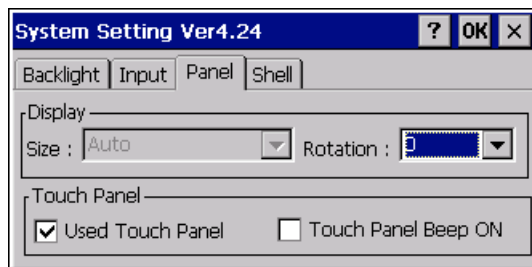 System Setting Ver4.24 ? OK ×
Backlight Input Panel Shell
Display
Size : Auto Rotation : 0
Touch Panel
Used Touch Panel Touch Panel Beep ON